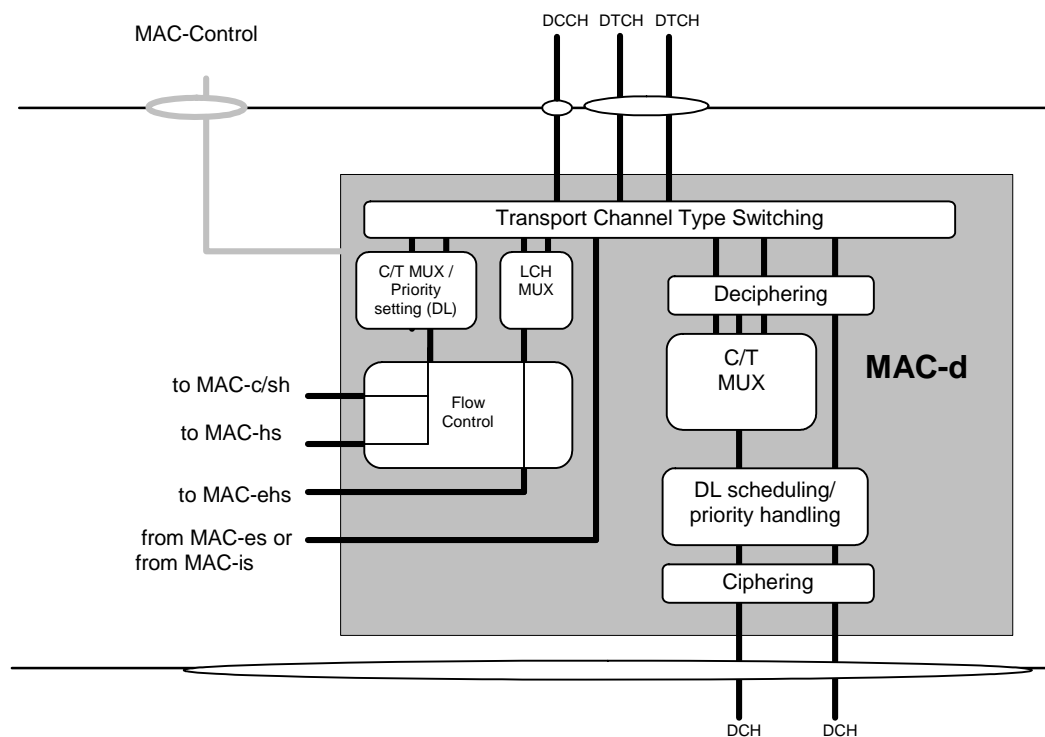 DCCH DTCH DTCH
MAC-Control
Transport Channel Type Switching
C/T MUX /
Priority
setting (DL)
LCH
MUX
Deciphering
C/T
MUX
MAC-d
to MAC-c/sh
Flow
Control
to MAC-hs
to MAC-ehs
DL scheduling/
priority handling
from MAC-es or
from MAC-is
Ciphering
DCH DCH